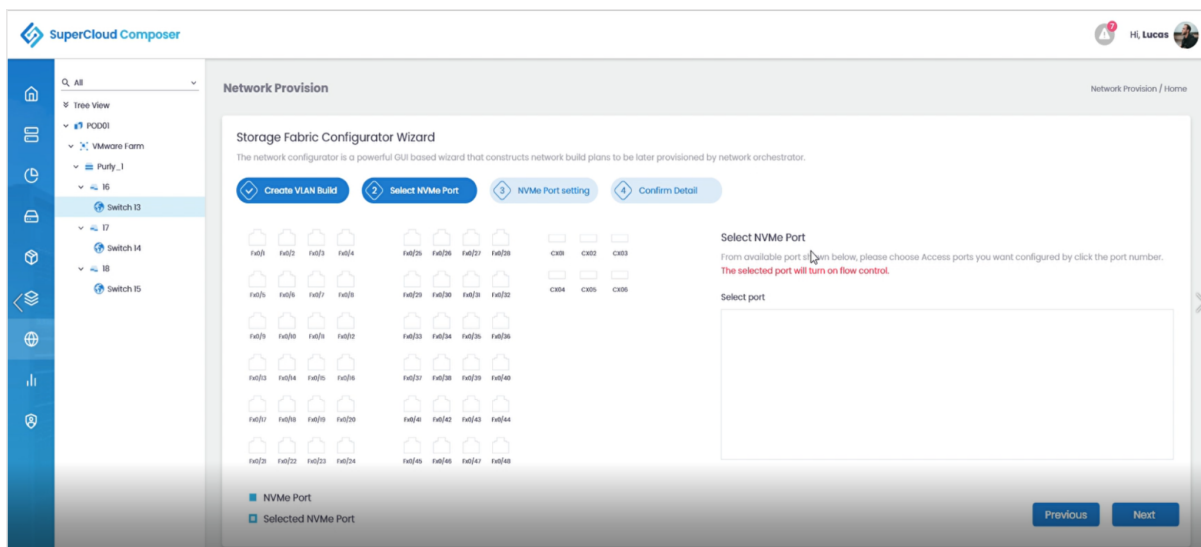 SuperCloud Composer
7
Hi, Lucas
All
Tree View
POD01
VMware Farm
Purly_1
16
Switch 13
17
Switch 14
18
Switch 15
Network Provision
Network Provision / Home
Storage Fabric Configurator Wizard
The network configurator is a powerful GUI based wizard that constructs network build plans to be later provisioned by network orchestrator.
Create VLAN Build
2 Select NVMe Port
3 NVMe Port setting
4 Confirm Detail
Fx0/1 Fx0/2 Fx0/3 Fx0/4 Fx0/25 Fx0/26 Fx0/27 Fx0/28 CX01 CX02 CX03
Fx0/5 Fx0/6 Fx0/7 Fx0/8 Fx0/29 Fx0/30 Fx0/31 Fx0/32 CX04 CX05 CX06
Fx0/9 Fx0/10 Fx0/11 Fx0/12 Fx0/33 Fx0/34 Fx0/35 Fx0/36
Fx0/13 Fx0/14 Fx0/15 Fx0/16 Fx0/37 Fx0/38 Fx0/39 Fx0/40
Fx0/17 Fx0/18 Fx0/19 Fx0/20 Fx0/41 Fx0/42 Fx0/43 Fx0/44
Fx0/21 Fx0/22 Fx0/23 Fx0/24 Fx0/45 Fx0/46 Fx0/47 Fx0/48
NVMe Port
Selected NVMe Port
Select NVMe Port
From available port shown below, please choose Access ports you want configured by click the port number.
The selected port will turn on flow control.
Select port
Previous
Next